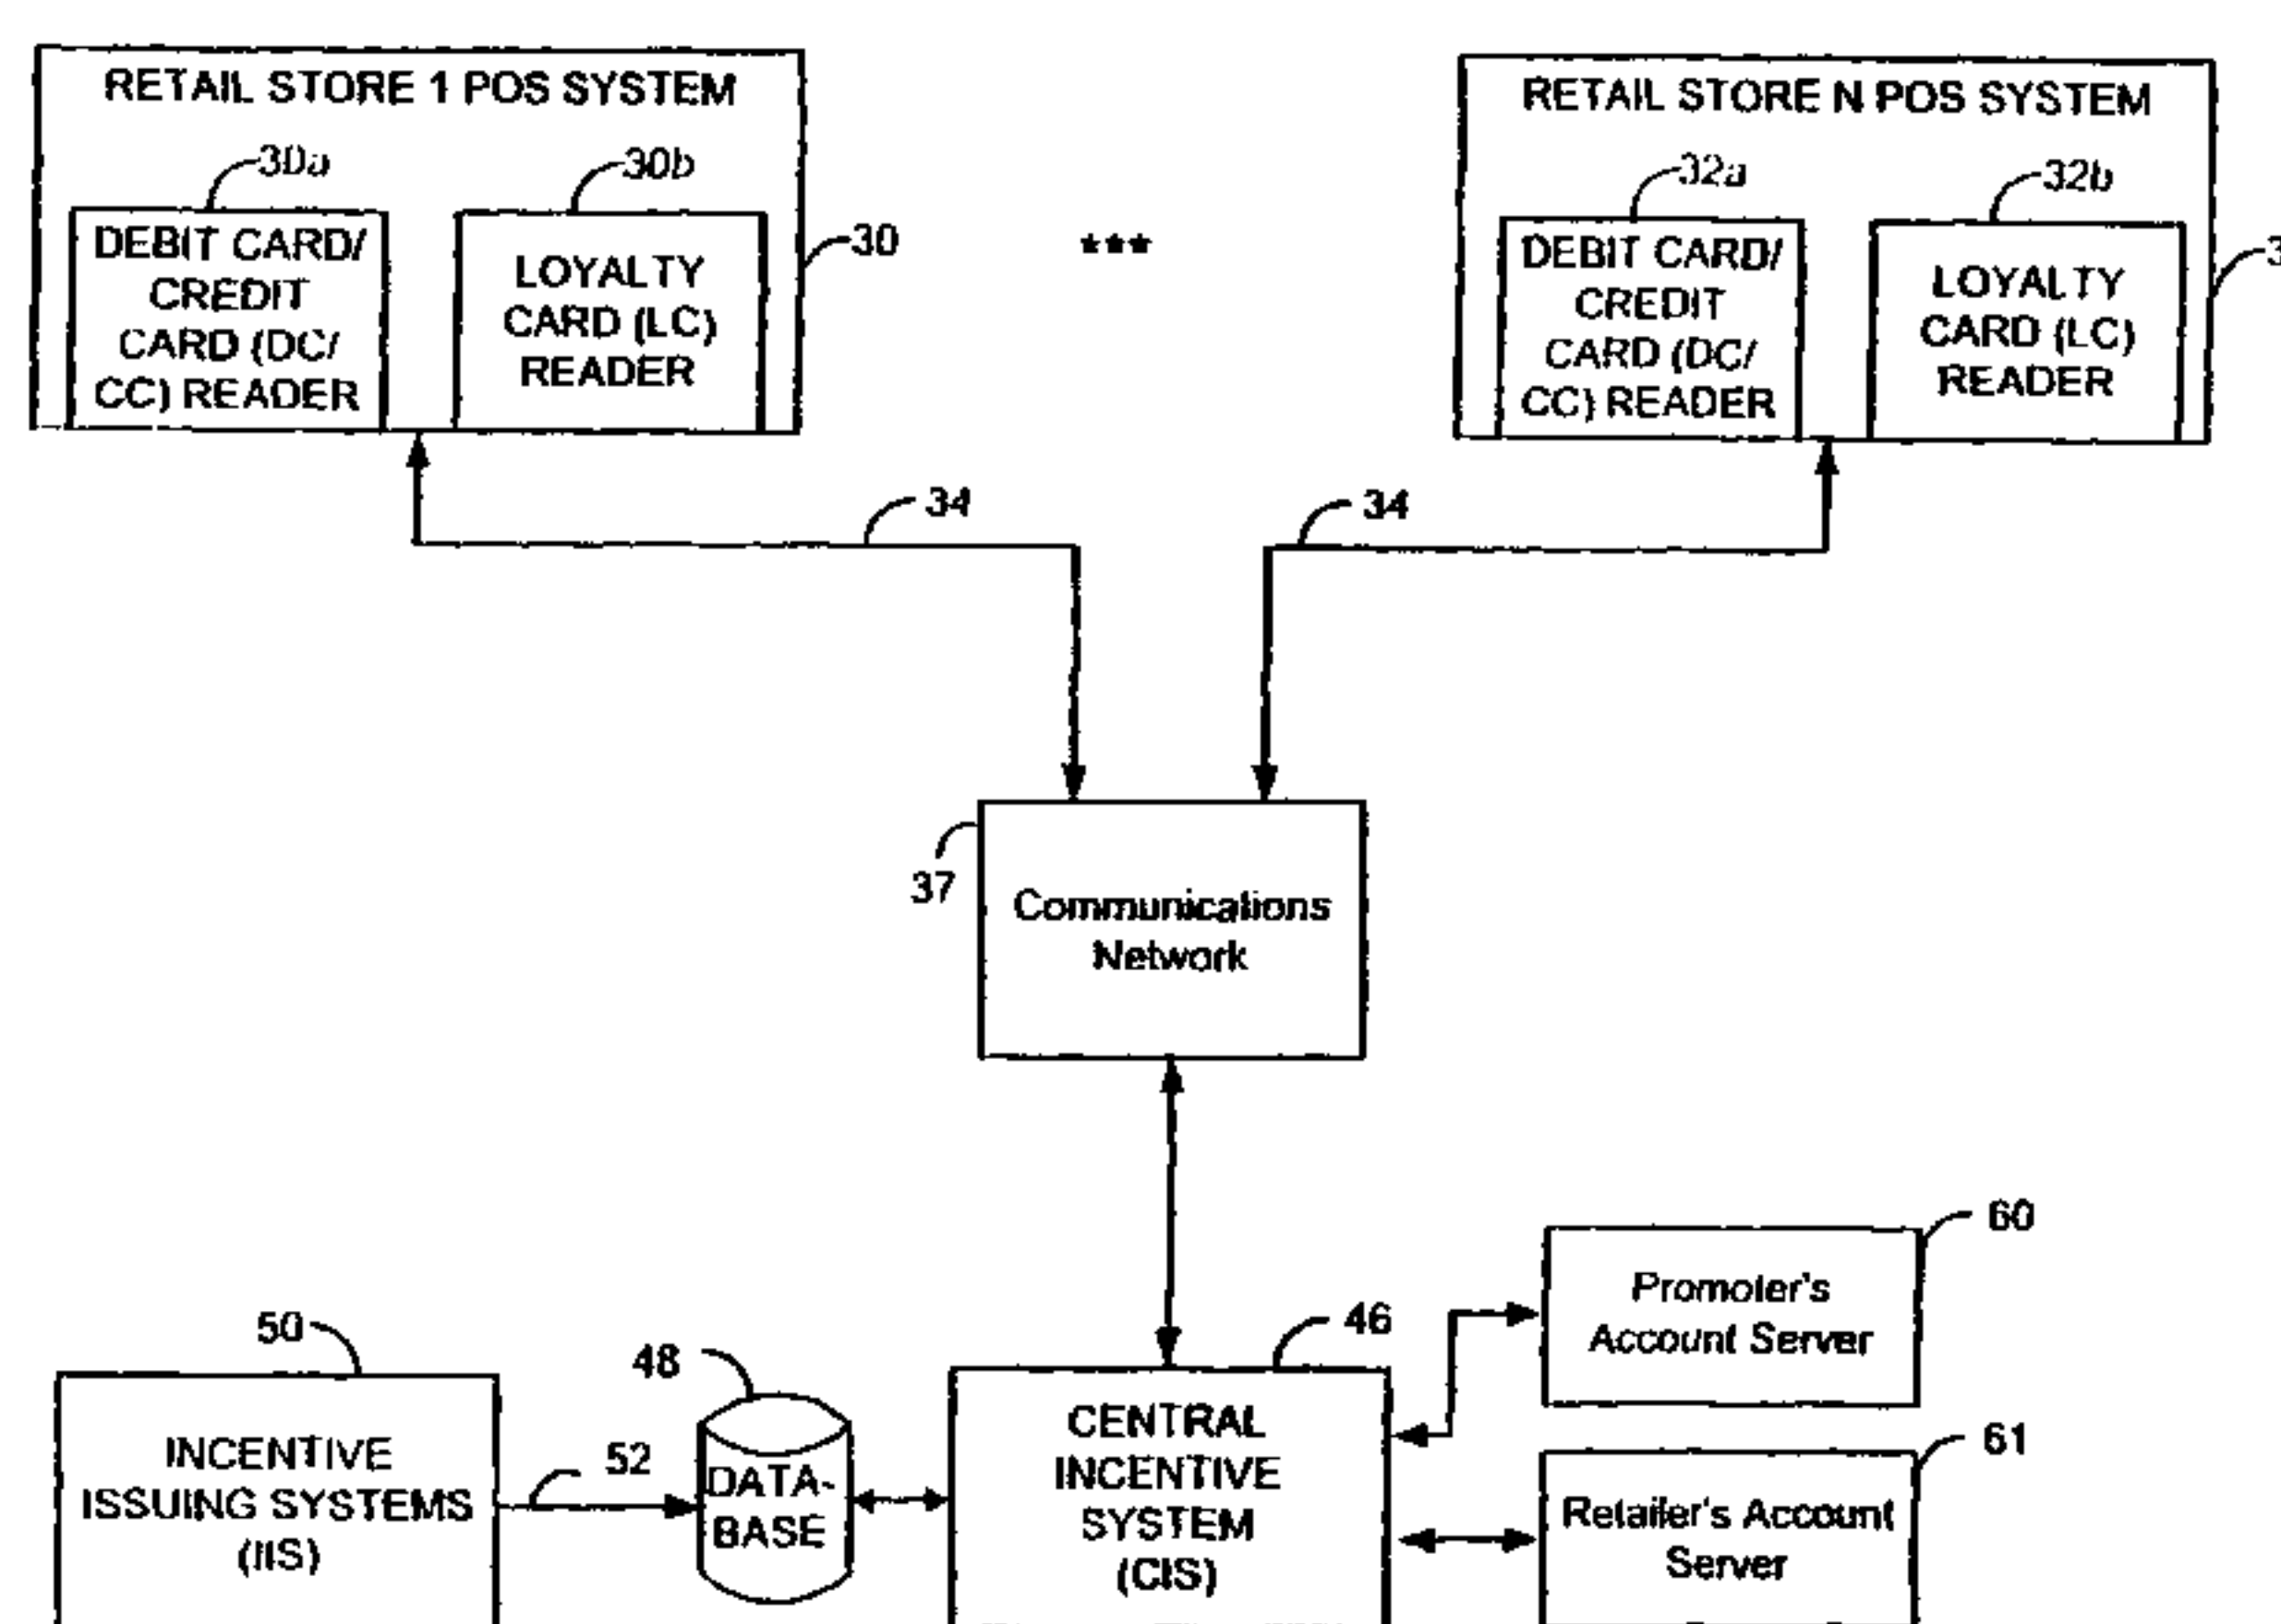 RETAIL STORE 1 POS SYSTEM
30a
30b
DEBIT CARD/
CREDIT
CARD (DC/
CC) READER
LOYALTY
CARD (LC)
READER
30
***
RETAIL STORE N POS SYSTEM
32a
32b
DEBIT CARD/
CREDIT
CARD (DC/
CC) READER
LOYALTY
CARD (LC)
READER
34
34
37
Communications
Network
60
Promoter's
Account Server
50
48
46
INCENTIVE
ISSUING SYSTEMS
(IIS)
52
DATA-
BASE
CENTRAL
INCENTIVE
SYSTEM
(CIS)
61
Retailer's Account
Server